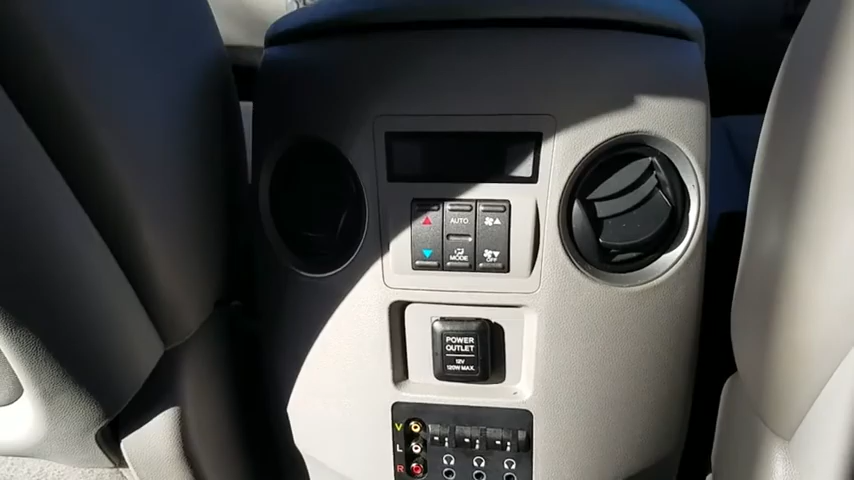 AUTO
MODE
OFF
POWER
OUTLET
12V
120W MAX.
V
L
R